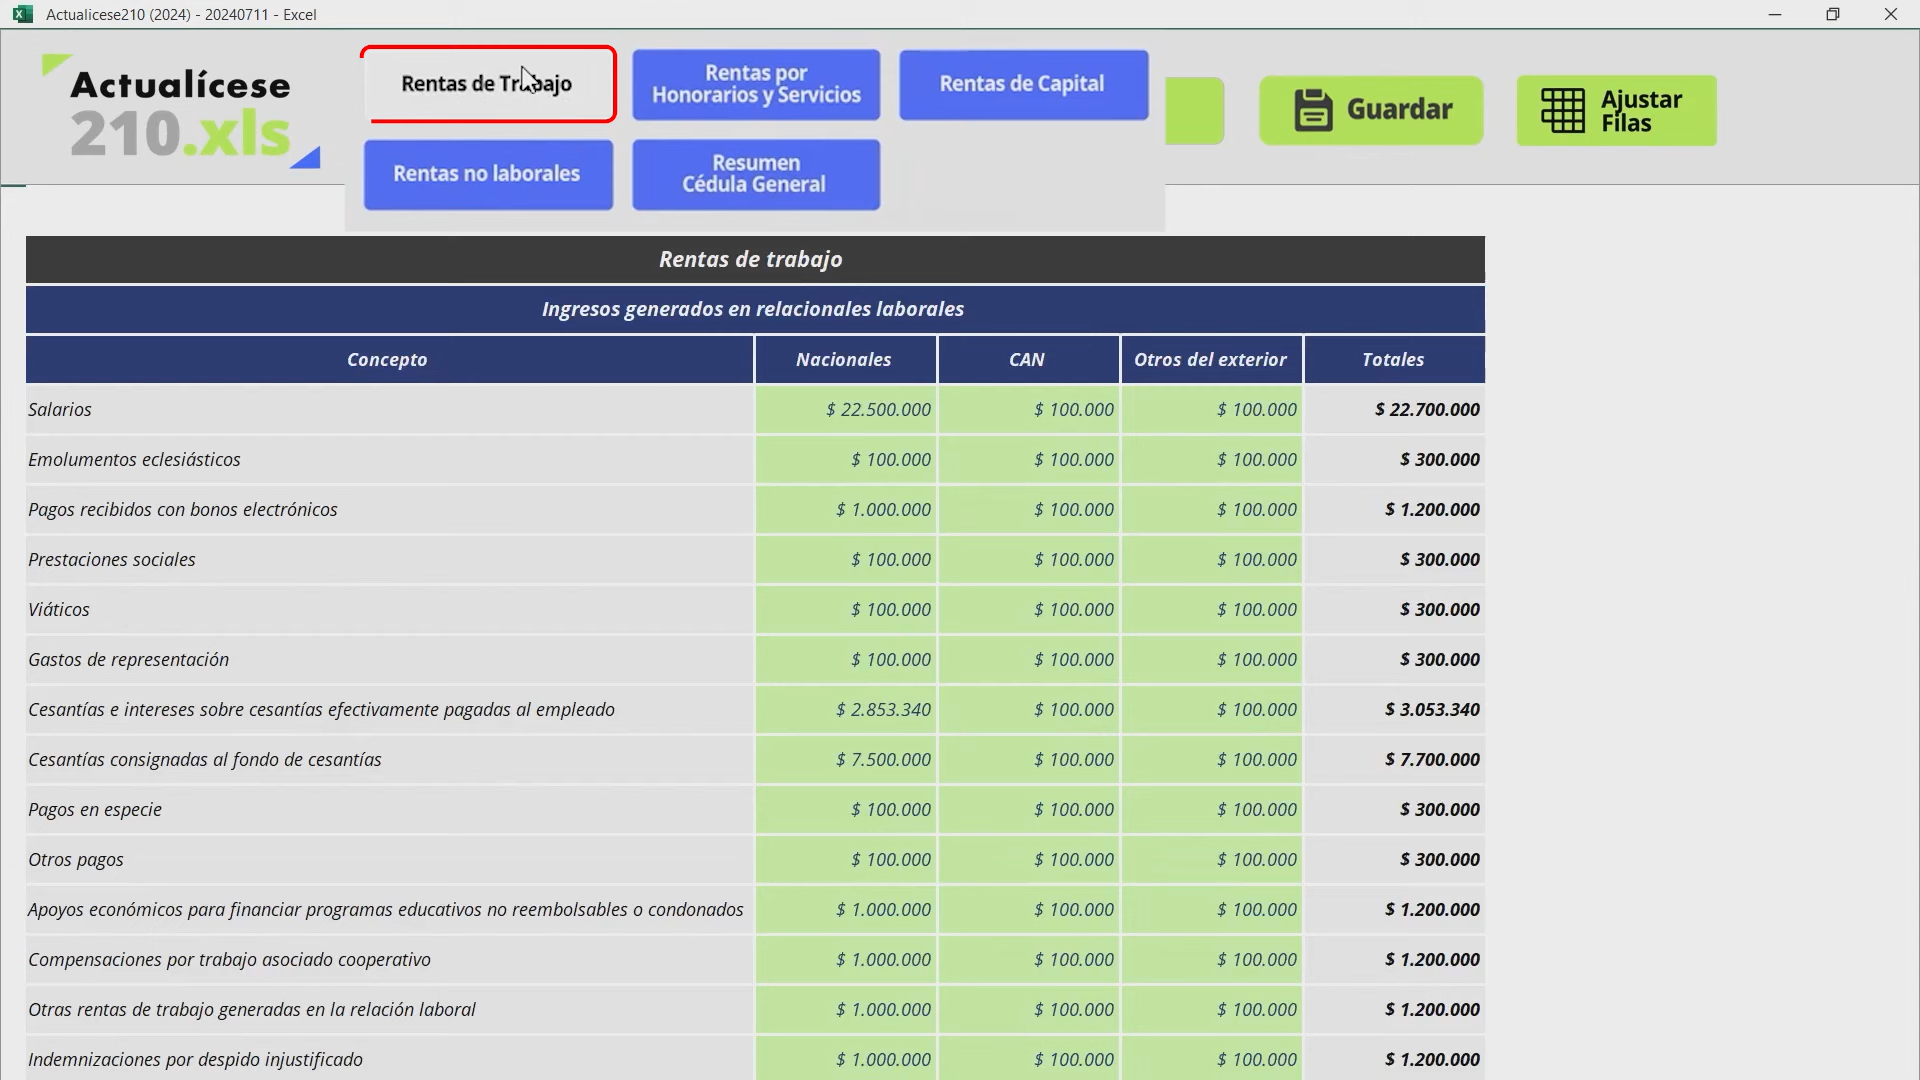 Actualicese210 (2024) - 20240711 - Excel
Actualícese
210.xls
Rentas de Trabajo
Rentas por
Honorarios y Servicios
Rentas de Capital
Rentas no laborales
Resumen
Cédula General
Guardar
Ajustar
Filas
Rentas de trabajo
Ingresos generados en relacionales laborales
Concepto Nacionales CAN Otros del exterior Totales
Salarios $ 22.500.000 $ 100.000 $ 100.000 $ 22.700.000
Emolumentos eclesiásticos $ 100.000 $ 100.000 $ 100.000 $ 300.000
Pagos recibidos con bonos electrónicos $ 1.000.000 $ 100.000 $ 100.000 $ 1.200.000
Prestaciones sociales $ 100.000 $ 100.000 $ 100.000 $ 300.000
Viáticos $ 100.000 $ 100.000 $ 100.000 $ 300.000
Gastos de representación $ 100.000 $ 100.000 $ 100.000 $ 300.000
Cesantías e intereses sobre cesantías efectivamente pagadas al empleado $ 2.853.340 $ 100.000 $ 100.000 $ 3.053.340
Cesantías consignadas al fondo de cesantías $ 7.500.000 $ 100.000 $ 100.000 $ 7.700.000
Pagos en especie $ 100.000 $ 100.000 $ 100.000 $ 300.000
Otros pagos $ 100.000 $ 100.000 $ 100.000 $ 300.000
Apoyos económicos para financiar programas educativos no reembolsables o condonados $ 1.000.000 $ 100.000 $ 100.000 $ 1.200.000
Compensaciones por trabajo asociado cooperativo $ 1.000.000 $ 100.000 $ 100.000 $ 1.200.000
Otras rentas de trabajo generadas en la relación laboral $ 1.000.000 $ 100.000 $ 100.000 $ 1.200.000
Indemnizaciones por despido injustificado $ 1.000.000 $ 100.000 $ 100.000 $ 1.200.000